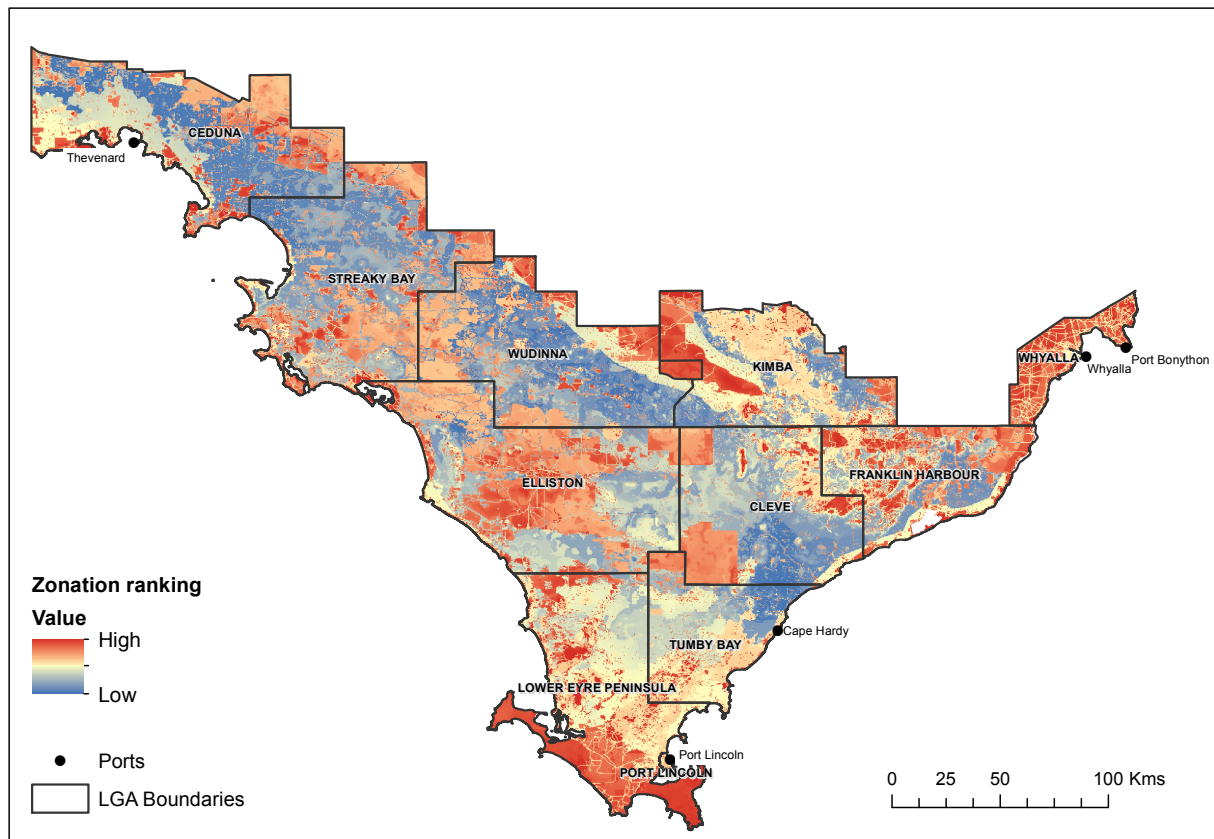 CEDUNA
Thevenard
STREAKY BAY
WUDINNA
KIMBA
WHYALLA
Port Bonython
Whyalla
ELLISTON
CLEVE
FRANKLIN HARBOUR
Cape Hardy
TUMBY BAY
LOWER EYRE PENINSULA
Port Lincoln
PORT LINCOLN
Zonation ranking
Value
High
Low
Ports
LGA Boundaries
0 25 50 100 Kms